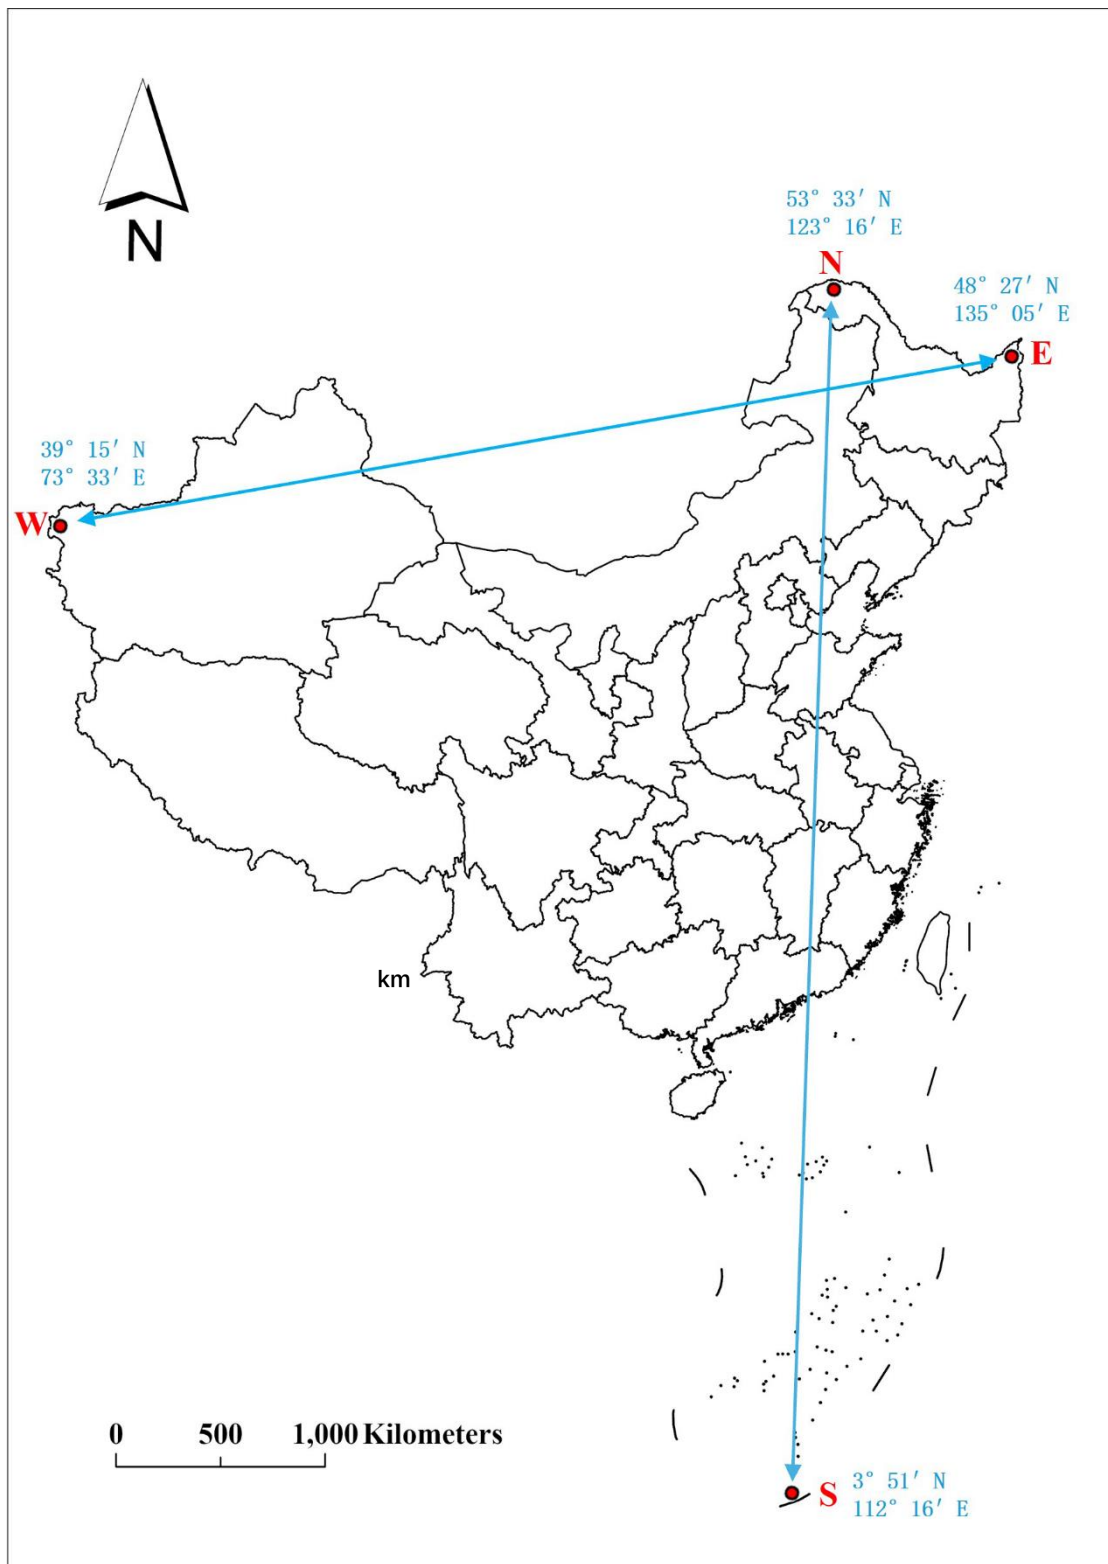 N
53° 33′ N
123° 16′ E
N
48° 27′ N
135° 05′ E
E
39° 15′ N
73° 33′ E
W
km
0 500 1,000 Kilometers
S
3° 51′ N
112° 16′ E